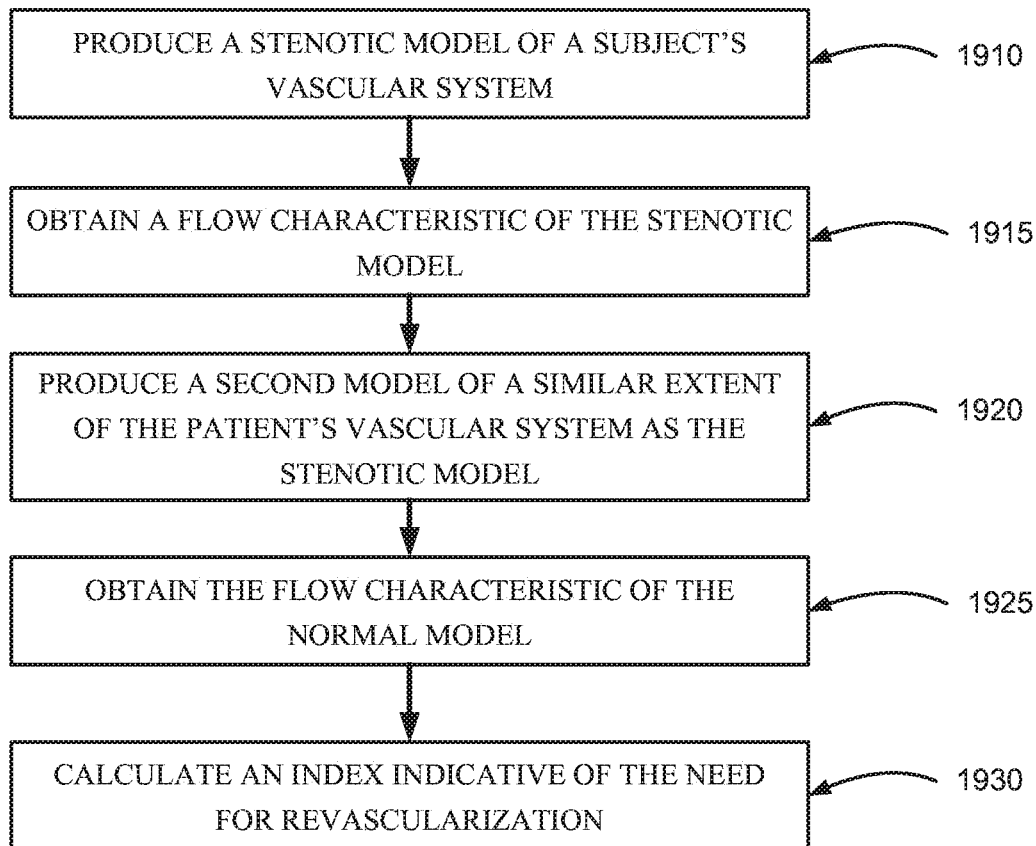 PRODUCE A STENOTIC MODEL OF A SUBJECT'S
VASCULAR SYSTEM
1910
OBTAIN A FLOW CHARACTERISTIC OF THE STENOTIC
MODEL
1915
PRODUCE A SECOND MODEL OF A SIMILAR EXTENT
OF THE PATIENT'S VASCULAR SYSTEM AS THE
STENOTIC MODEL
1920
OBTAIN THE FLOW CHARACTERISTIC OF THE
NORMAL MODEL
1925
CALCULATE AN INDEX INDICATIVE OF THE NEED
FOR REVASCULARIZATION
1930